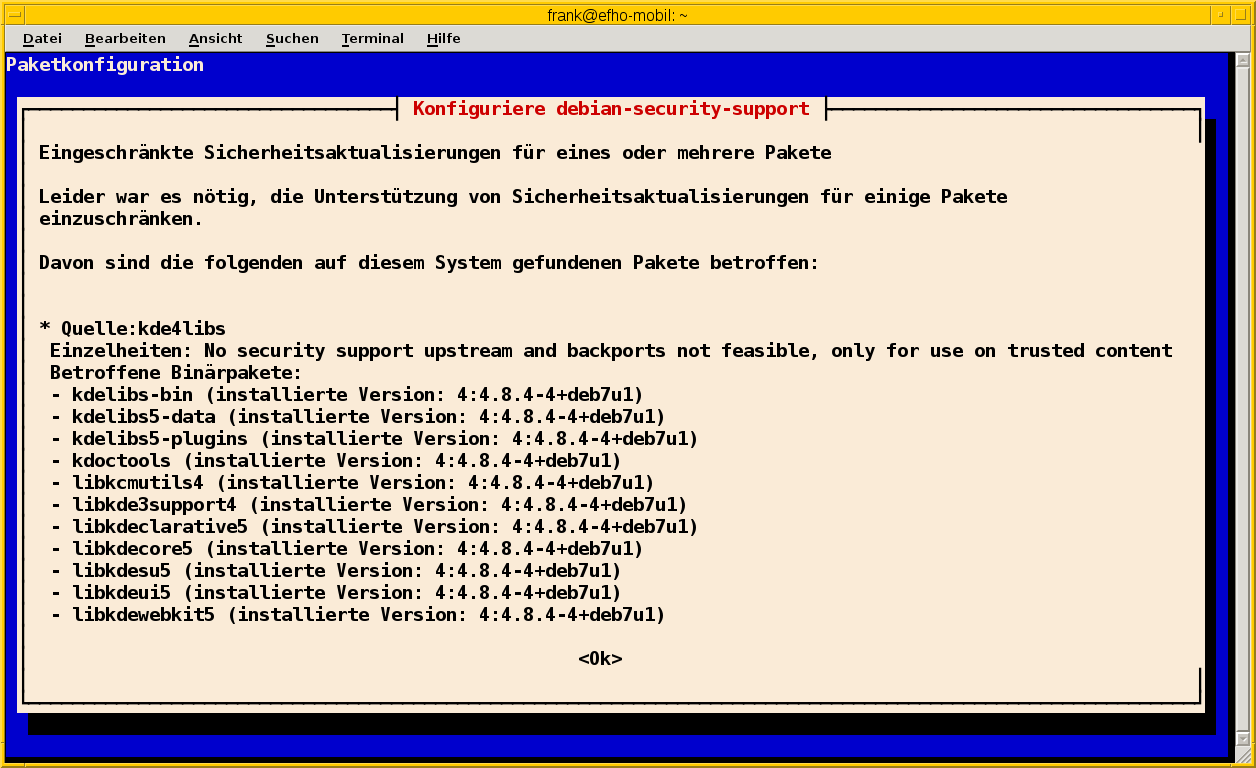 frank@efho-mobil: ~
Datei Bearbeiten Ansicht Suchen Terminal Hilfe
Paketkonfiguration
Konfiguriere debian-security-support
Eingeschränkte Sicherheitsaktualisierungen für eines oder mehrere Pakete
Leider war es nötig, die Unterstützung von Sicherheitsaktualisierungen für einige Pakete
einzuschränken.
Davon sind die folgenden auf diesem System gefundenen Pakete betroffen:
* Quelle:kde4libs
Einzelheiten: No security support upstream and backports not feasible, only for use on trusted content
Betroffene Binärpakete:
- kdelibs-bin (installierte Version: 4:4.8.4-4+deb7u1)
- kdelibs5-data (installierte Version: 4:4.8.4-4+deb7u1)
- kdelibs5-plugins (installierte Version: 4:4.8.4-4+deb7u1)
- kdoctools (installierte Version: 4:4.8.4-4+deb7u1)
- libkcmutils4 (installierte Version: 4:4.8.4-4+deb7u1)
- libkde3support4 (installierte Version: 4:4.8.4-4+deb7u1)
- libkdeclarative5 (installierte Version: 4:4.8.4-4+deb7u1)
- libkdecore5 (installierte Version: 4:4.8.4-4+deb7u1)
- libkdesu5 (installierte Version: 4:4.8.4-4+deb7u1)
- libkdeui5 (installierte Version: 4:4.8.4-4+deb7u1)
- libkdewebkit5 (installierte Version: 4:4.8.4-4+deb7u1)
<Ok>